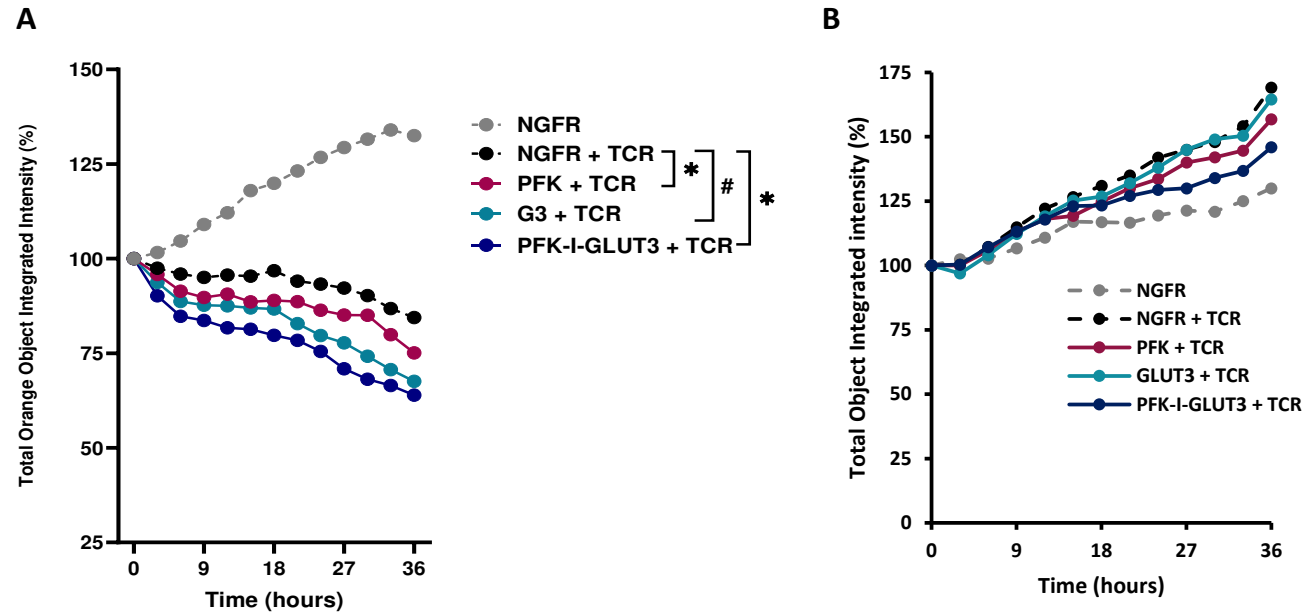 A
Total Orange Object Integrated Intensity (%)
150
125
100
75
50
25
0
9
18
27
36
Time (hours)
NGFR
NGFR + TCR
PFK + TCR
G3 + TCR
PFK-I-GLUT3 + TCR
*
#
*
B
Total Object Integrated intensity (%)
175
150
125
100
75
50
25
0
0
9
18
27
36
Time (hours)
NGFR
NGFR + TCR
PFK + TCR
GLUT3 + TCR
PFK-I-GLUT3 + TCR